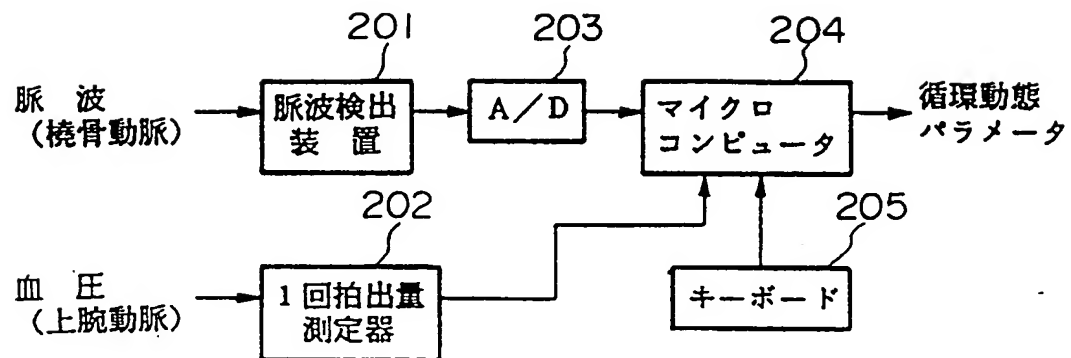 201
203
204
脈 波
(橈骨動脈)
脈波検出
装 置
A/D
マイクロ
コンピュータ
循環動態
パラメータ
202
205
血 圧
(上腕動脈)
1回拍出量
測定器
キーボード